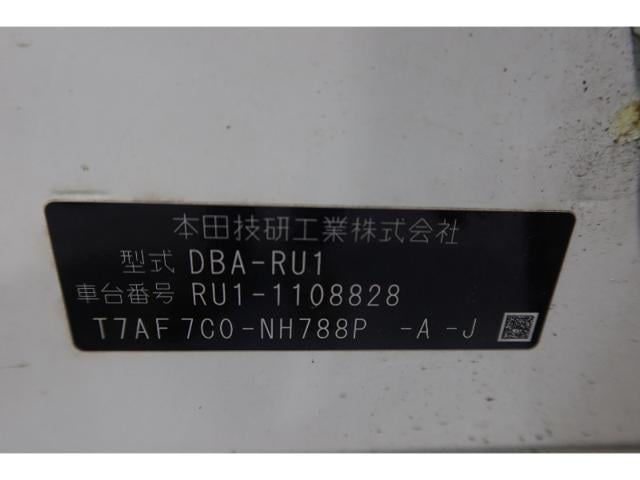 本田技研工業株式会社
型式 DBA-RU1
車台番号 RU1-1108828
T7AF7C0-NH788P -A -J